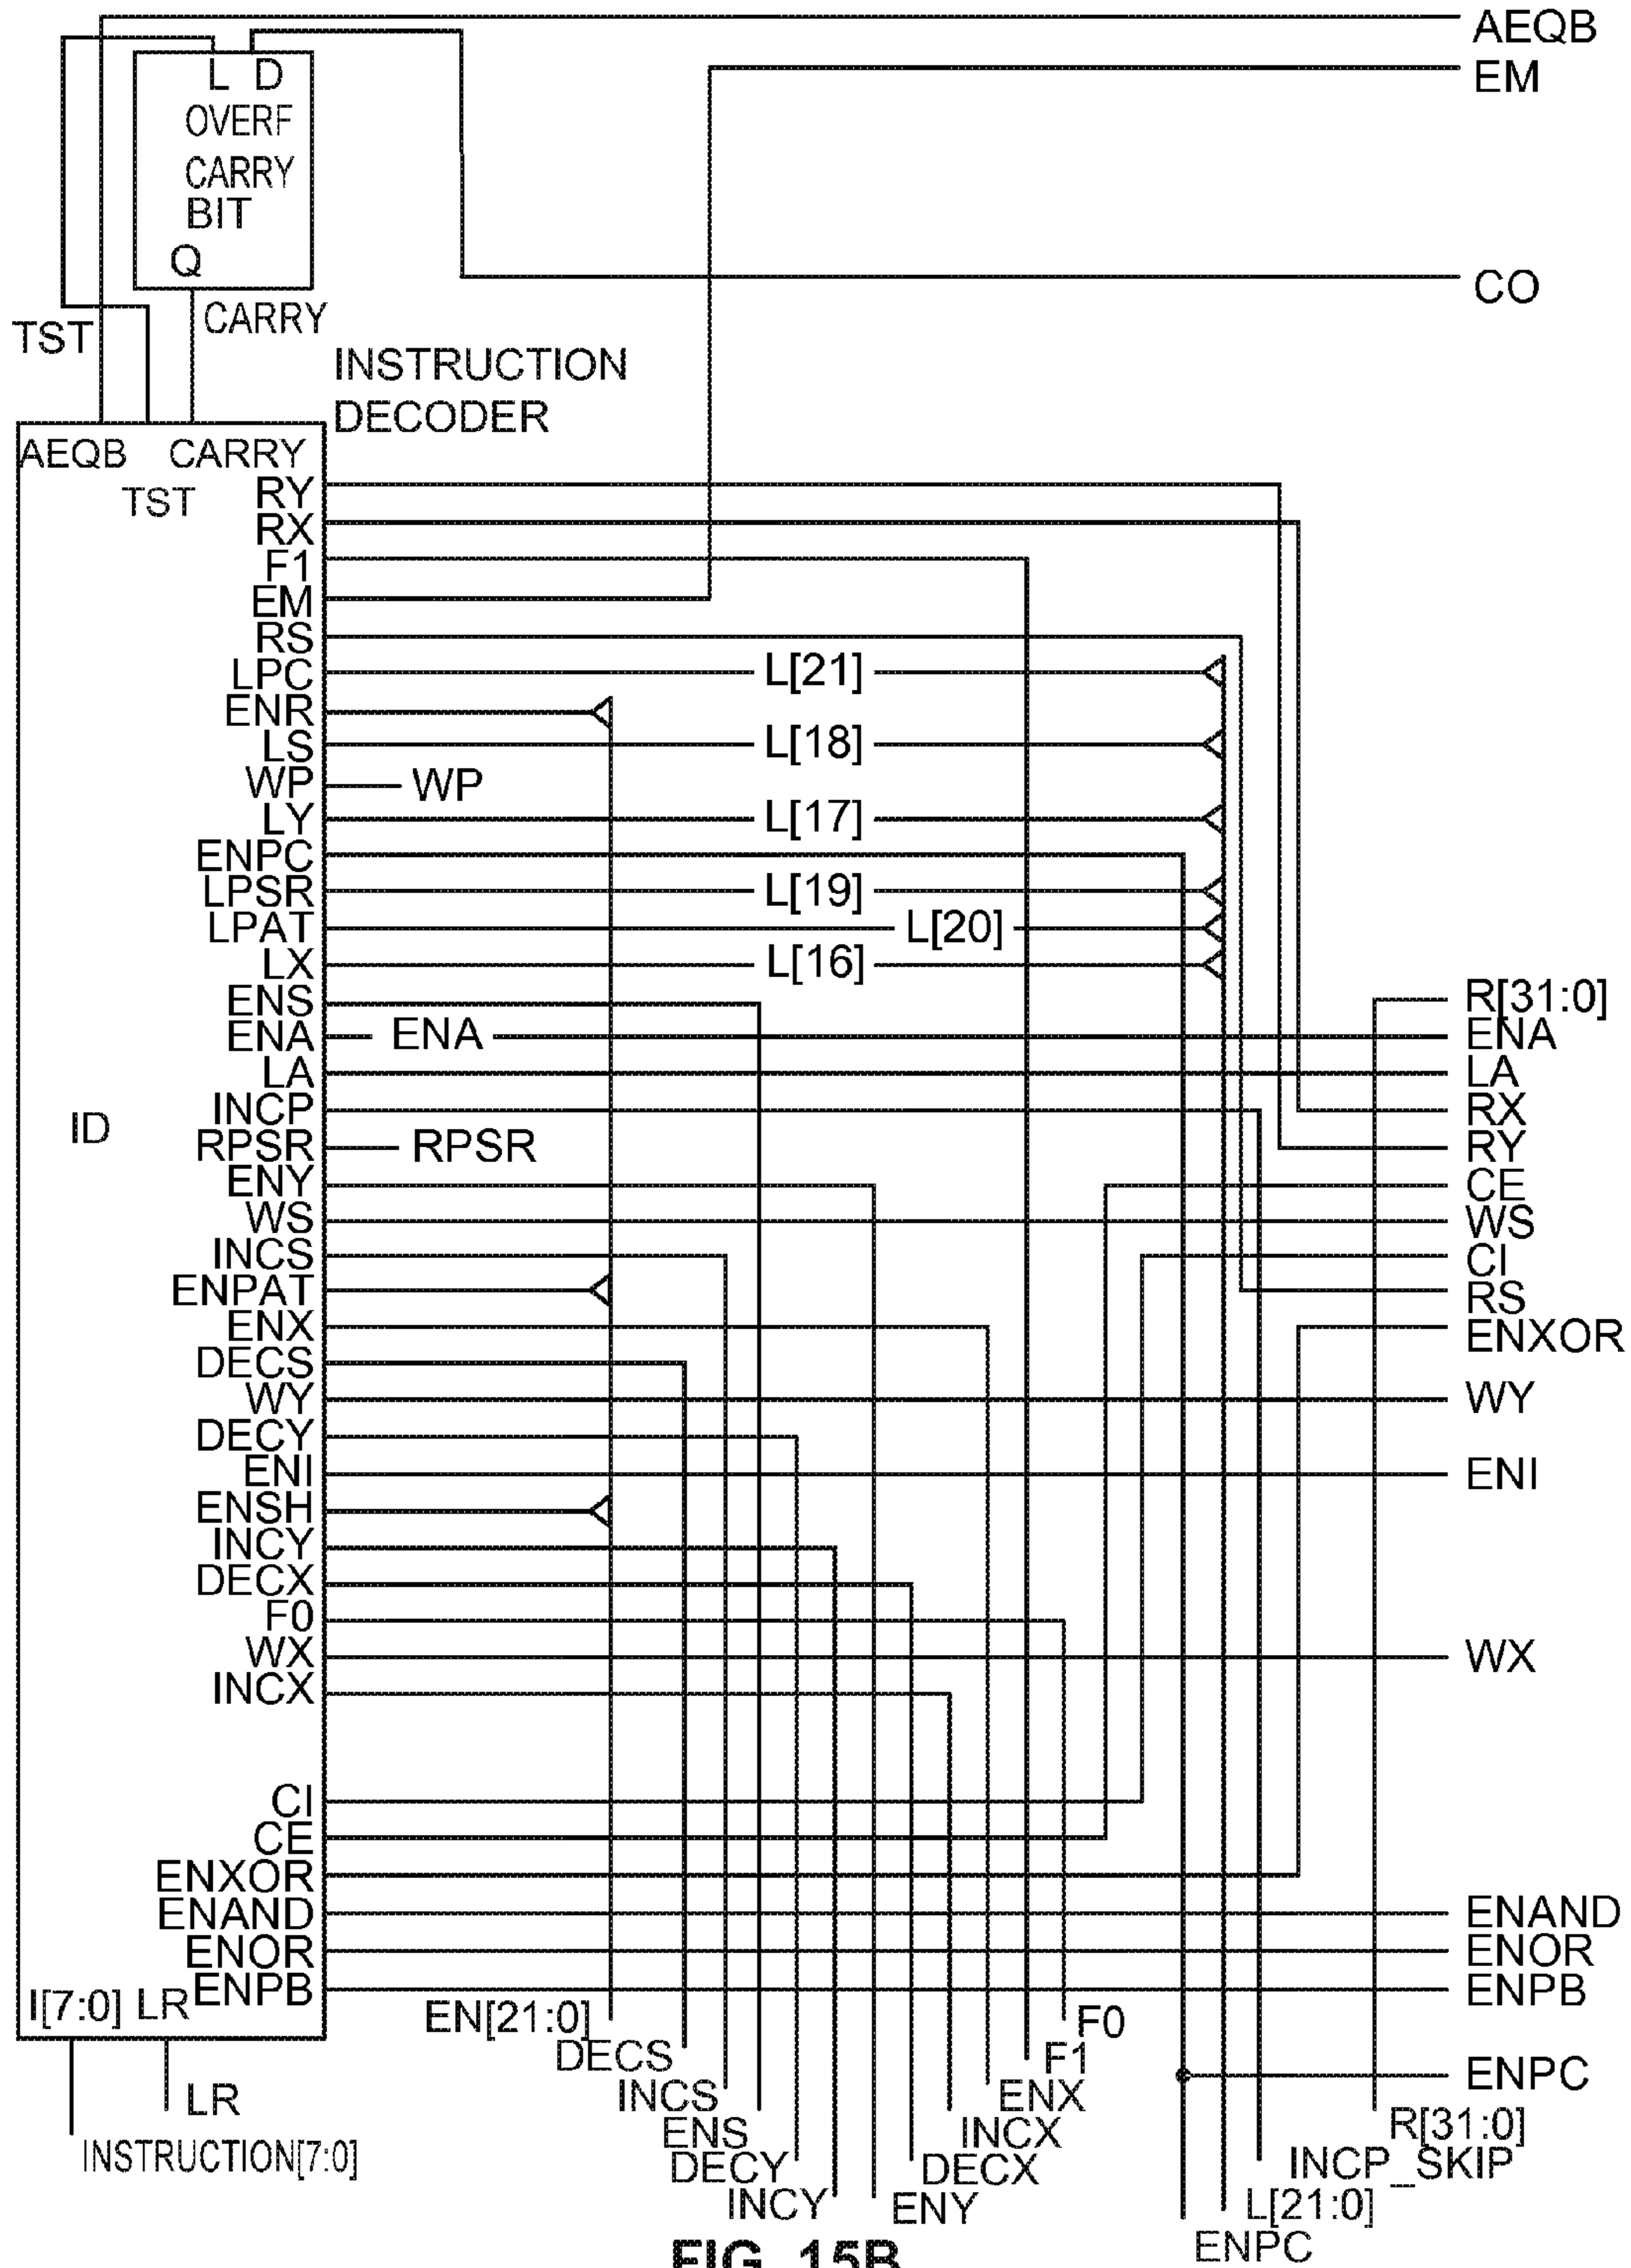 AEQB
EM
L D
OVERF
CARRY
BIT
Q
CO
CARRY
TST
INSTRUCTION
DECODER
AEQB CARRY
TST
RY
RX
F1
EM
RS
LPC L[21]
ENR
LS L[18]
WP WP
LY L[17]
ENPC
LPSR L[19]
LPAT L[20]
LX L[16]
ENS R[31:0]
ENA ENA ENA
LA LA
ID
INCP RX
RPSR RPSR RY
ENY CE
WS WS
INCS CI
ENPAT RS
ENX ENXOR
DECS
WY WY
DECY
ENI ENI
ENSH
INCY
DECX
F0
WX WX
INCX
CI
CE
ENXOR
ENAND ENAND
ENOR ENOR
ENPB ENPB
I[7:0] LR
EN[21:0] F0
DECS F1 ENPC
LR INCS ENX
R[31:0]
ENS INCX
INSTRUCTION[7:0] DECY DECX INCP_SKIP
INCY ENY L[21:0]
ENPC
FIG. 15B